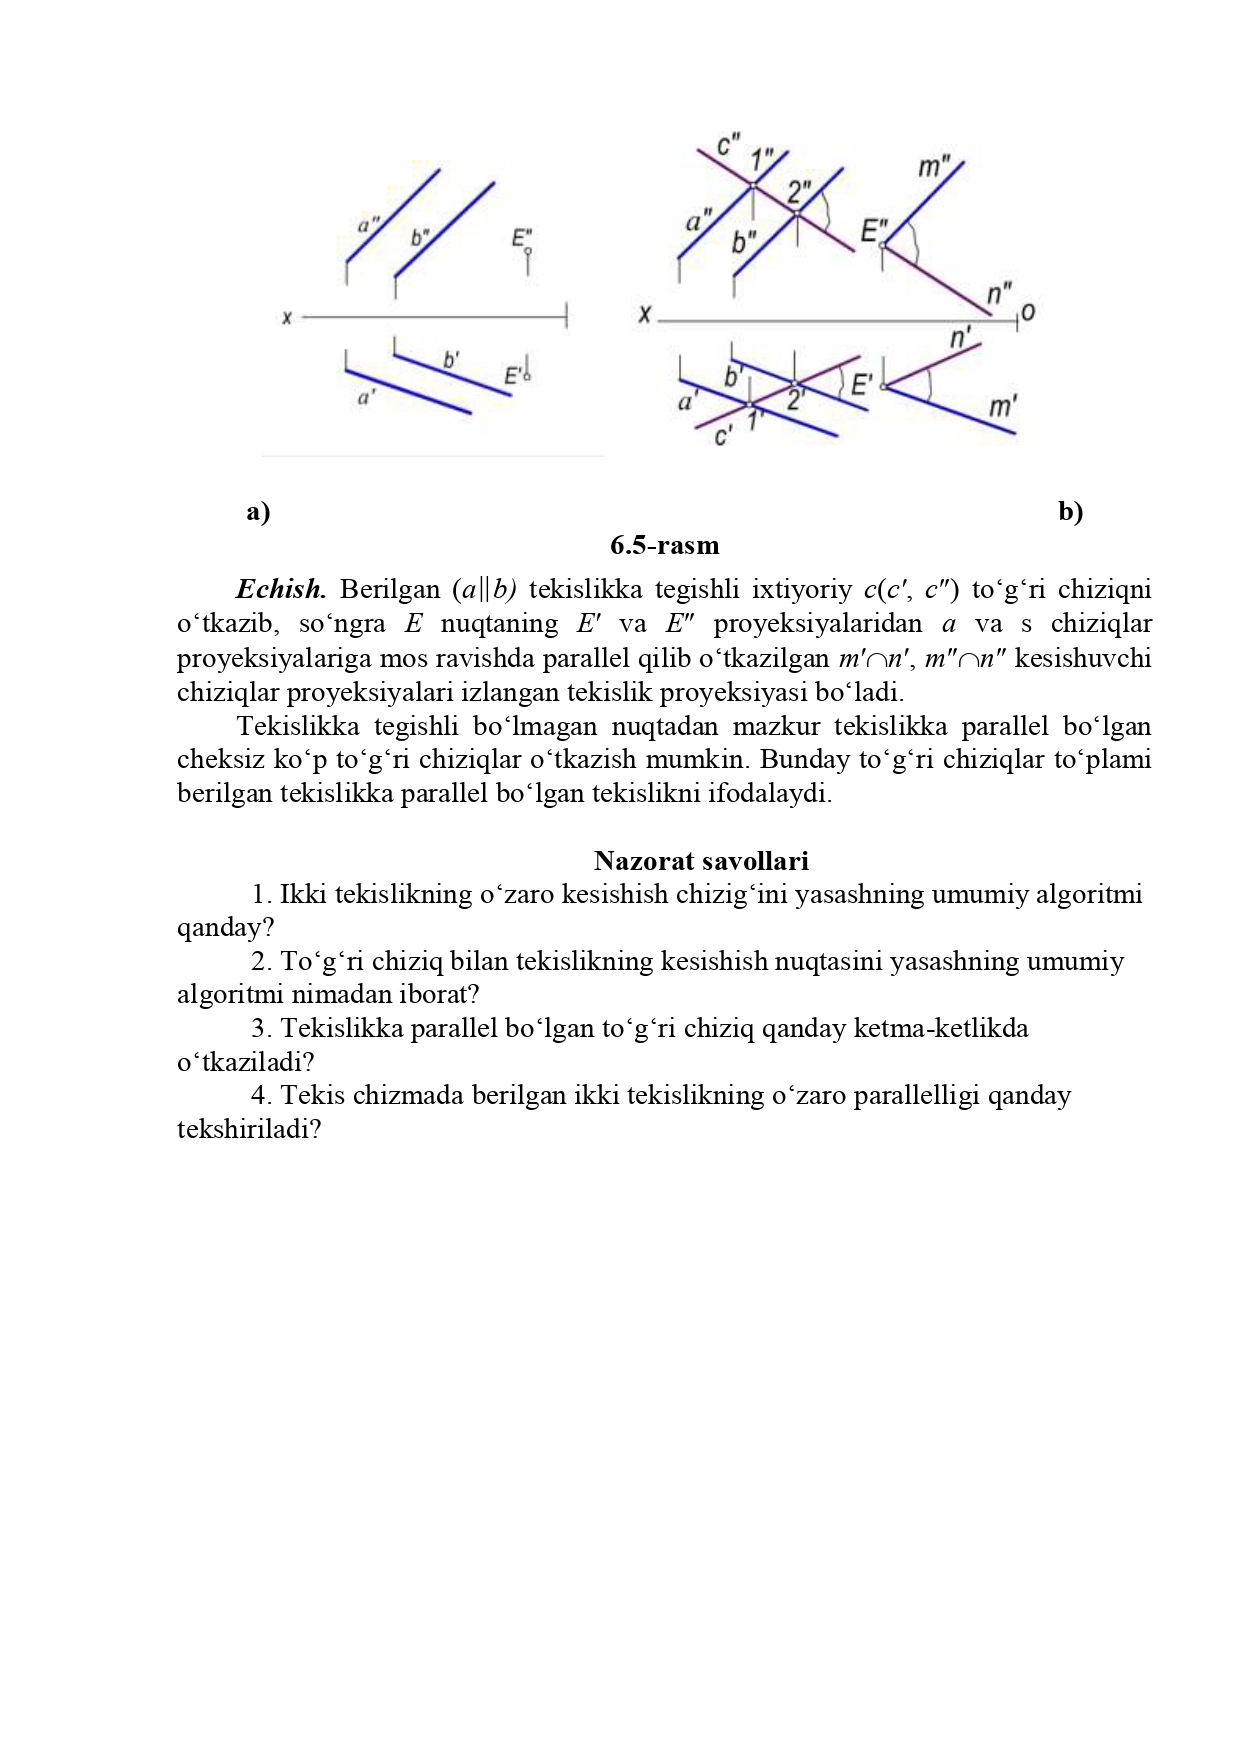 a"
b"
E"
x
b'
E'
a'
c"
1"
2"
m"
a"
b"
E"
n"
x
o
n'
b'
E'
a'
2'
m'
1'
c'
a) b)
6.5-rasm
Echish. Berilgan (a||b) tekislikka tegishli ixtiyoriy c(c′, c″) to‘g‘ri chiziqni
o‘tkazib, so‘ngra E nuqtaning E′ va E″ proyeksiyalaridan a va s chiziqlar
proyeksiyalariga mos ravishda parallel qilib o‘tkazilgan m′∩n′, m″∩n″ kesishuvchi
chiziqlar proyeksiyalari izlangan tekislik proyeksiyasi bo‘ladi.
Tekislikka tegishli bo‘lmagan nuqtadan mazkur tekislikka parallel bo‘lgan
cheksiz ko‘p to‘g‘ri chiziqlar o‘tkazish mumkin. Bunday to‘g‘ri chiziqlar to‘plami
berilgan tekislikka parallel bo‘lgan tekislikni ifodalaydi.
Nazorat savollari
1. Ikki tekislikning o‘zaro kesishish chizig‘ini yasashning umumiy algoritmi
qanday?
2. To‘g‘ri chiziq bilan tekislikning kesishish nuqtasini yasashning umumiy
algoritmi nimadan iborat?
3. Tekislikka parallel bo‘lgan to‘g‘ri chiziq qanday ketma-ketlikda
o‘tkaziladi?
4. Tekis chizmada berilgan ikki tekislikning o‘zaro parallelligi qanday
tekshiriladi?